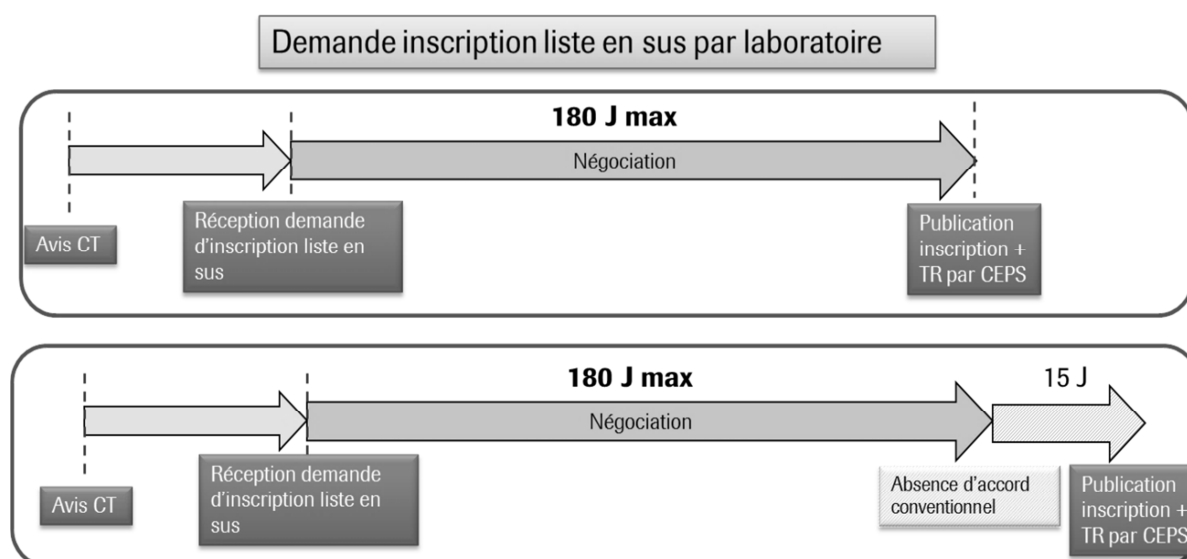 Demande inscription liste en sus par laboratoire
180 J max
Négociation
Avis CT
Réception demande
d'inscription liste en
sus
Publication
inscription +
TR par CEPS
180 J max
15 J
Négociation
Avis CT
Réception demande
d'inscription liste en
sus
Absence d'accord
conventionnel
Publication
inscription +
TR par CEPS